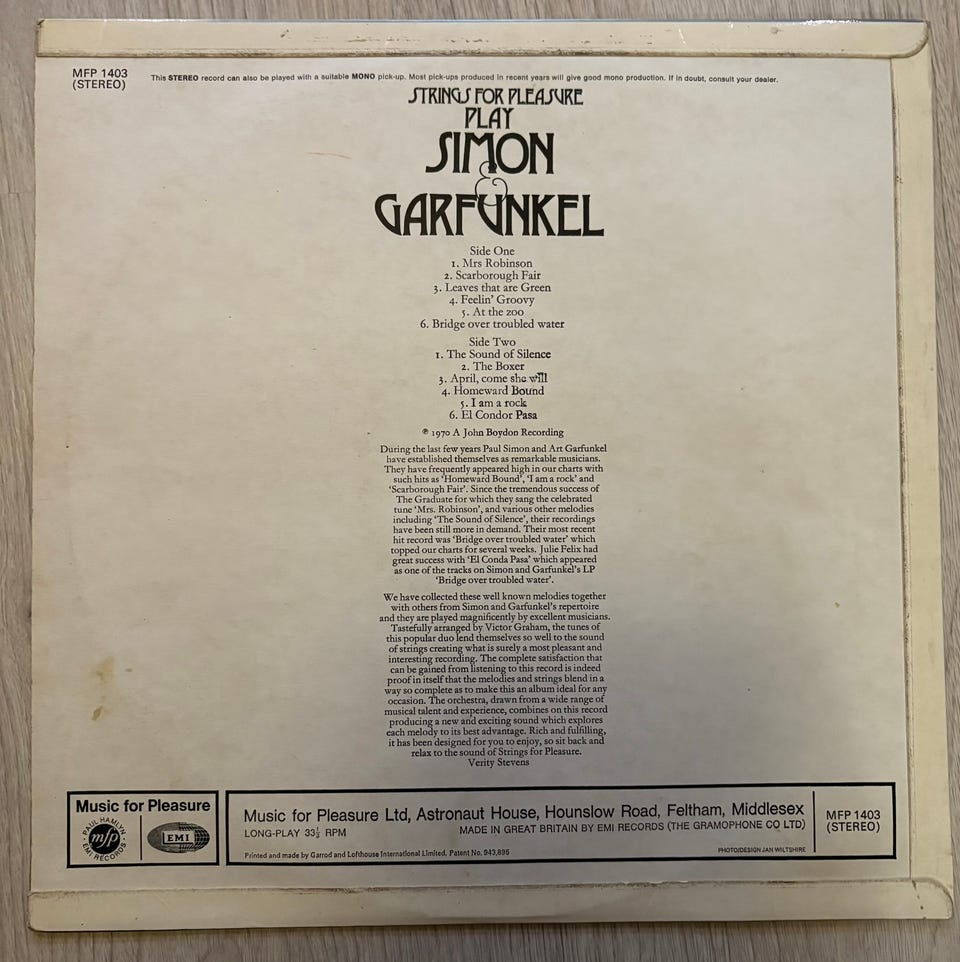 MFP 1403
(STEREO)
This STEREO record can also be played with a suitable MONO pick-up. Most pick-ups produced in recent years will give good mono production. If in doubt, consult your dealer.
STRINGS FOR PLEASURE
PLAY
SIMON
&
GARFUNKEL
Side One
1. Mrs Robinson
2. Scarborough Fair
3. Leaves that are Green
4. Feelin' Groovy
5. At the zoo
6. Bridge over troubled water
Side Two
1. The Sound of Silence
2. The Boxer
3. April, come she will
4. Homeward Bound
5. I am a rock
6. El Condor Pasa
℗ 1970 A John Boydon Recording
During the last few years Paul Simon and Art Garfunkel
have established themselves as remarkable musicians.
They have frequently appeared high in our charts with
such hits as 'Homeward Bound', 'I am a rock' and
'Scarborough Fair'. Since the tremendous success of
The Graduate for which they sang the celebrated
tune 'Mrs. Robinson', and various other melodies
including 'The Sound of Silence', their recordings
have been still more in demand. Their most recent
hit record was 'Bridge over troubled water' which
topped our charts for several weeks. Julie Felix had
great success with 'El Conda Pasa' which appeared
as one of the tracks on Simon and Garfunkel's LP
'Bridge over troubled water'.
We have collected these well known melodies together
with others from Simon and Garfunkel's repertoire
and they are played magnificently by excellent musicians.
Tastefully arranged by Victor Graham, the tunes of
this popular duo lend themselves so well to the sound
of strings creating what is surely a most pleasant and
interesting recording. The complete satisfaction that
can be gained from listening to this record is indeed
proof in itself that the melodies and strings blend in a
way so complete as to make this an album ideal for any
occasion. The orchestra, drawn from a wide range of
musical talent and experience, combines on this record
producing a new and exciting sound which explores
each melody to its best advantage. Rich and fulfilling,
it has been designed for you to enjoy, so sit back and
relax to the sound of Strings for Pleasure.
Verity Stevens
Music for Pleasure
PAUL HAMLYN
mfp
EMI RECORDS
EMI
Music for Pleasure Ltd, Astronaut House, Hounslow Road, Feltham, Middlesex
LONG-PLAY 33⅓ RPM
MADE IN GREAT BRITAIN BY EMI RECORDS (THE GRAMOPHONE CO LTD)
Printed and made by Garrod and Lofthouse International Limited. Patent No. 943,895
PHOTO/DESIGN JAN WILTSHIRE
MFP 1403
(STEREO)